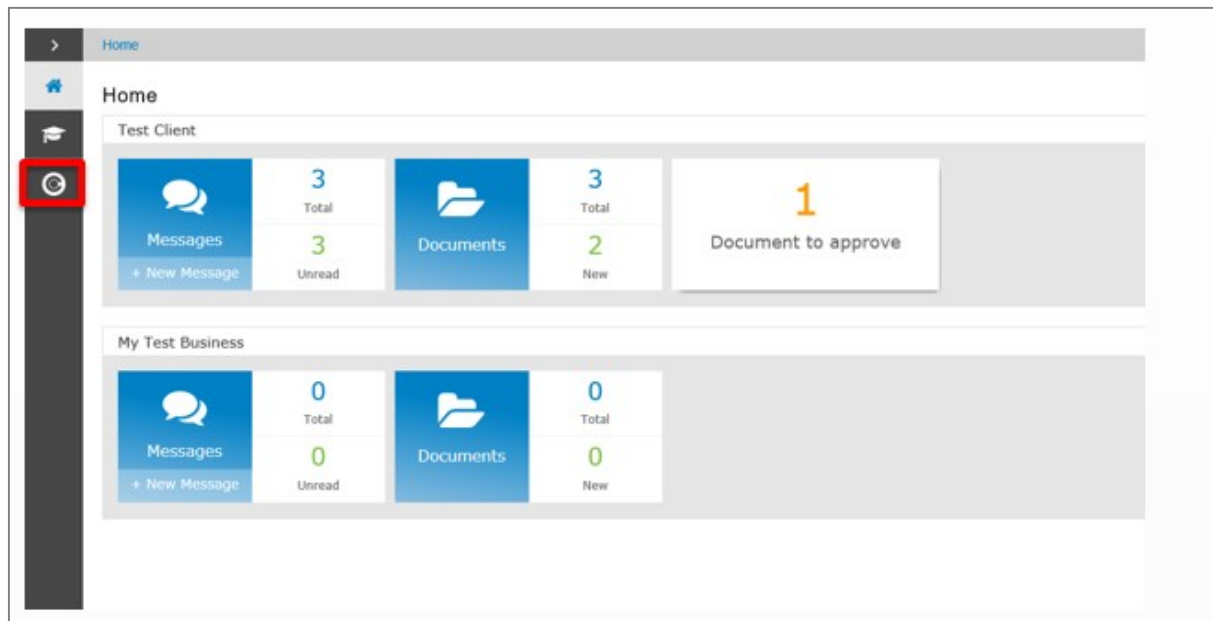 Home
Home
Test Client
Messages
+ New Message
3
Total
3
Unread
Documents
3
Total
2
New
1
Document to approve
My Test Business
Messages
+ New Message
0
Total
0
Unread
Documents
0
Total
0
New